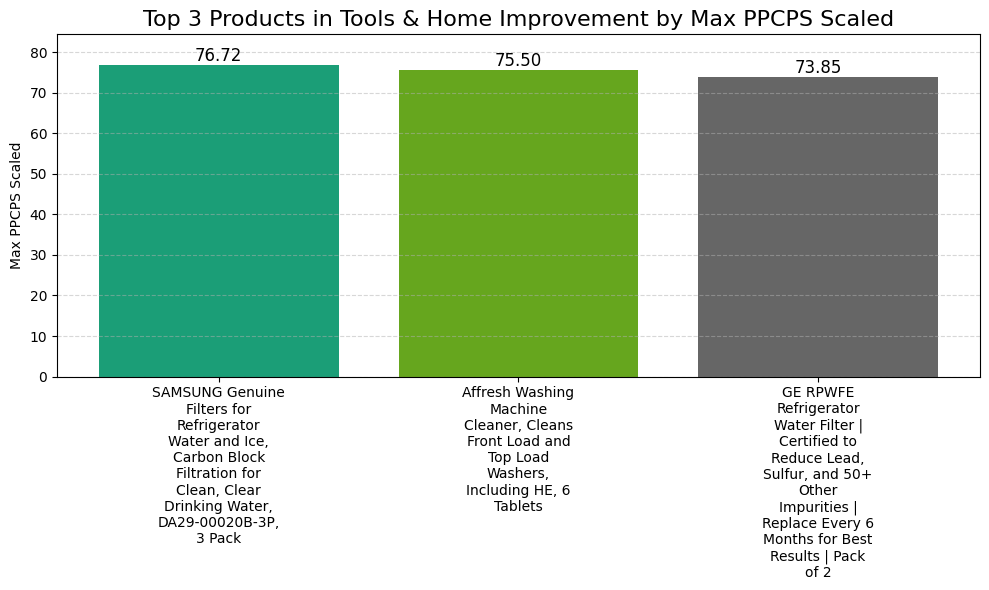 Top 3 Products in Tools & Home Improvement by Max PPCPS Scaled
Max PPCPS Scaled
80
70
60
50
40
30
20
10
0
76.72
75.50
73.85
SAMSUNG Genuine
Filters for
Refrigerator
Water and Ice,
Carbon Block
Filtration for
Clean, Clear
Drinking Water,
DA29-00020B-3P,
3 Pack
Affresh Washing
Machine
Cleaner, Cleans
Front Load and
Top Load
Washers,
Including HE, 6
Tablets
GE RPWFE
Refrigerator
Water Filter |
Certified to
Reduce Lead,
Sulfur, and 50+
Other
Impurities |
Replace Every 6
Months for Best
Results | Pack
of 2